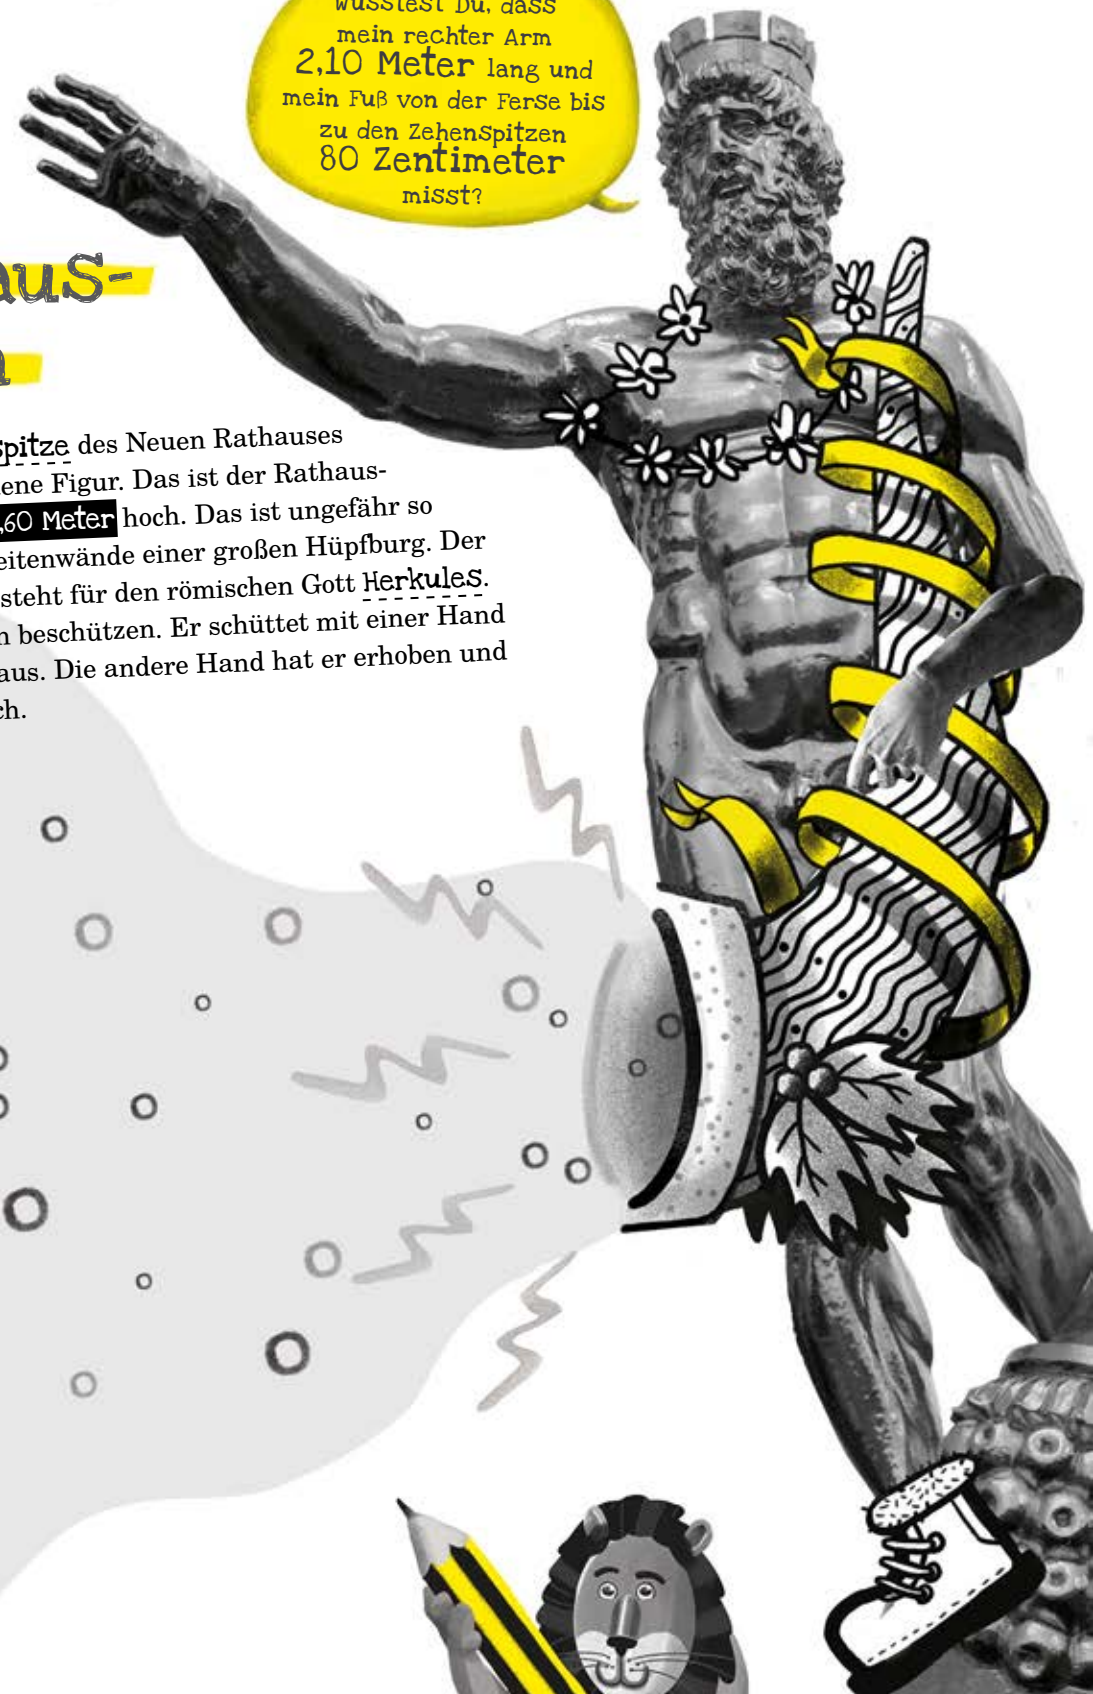 wusstest Du, dass
mein rechter Arm
2,10 Meter lang und
mein Fuß von der Ferse bis
zu den Zehenspitzen
80 Zentimeter
misst?
aus-
spitze des Neuen Rathauses
ene Figur. Das ist der Rathaus-
,60 Meter hoch. Das ist ungefähr so
eitenwände einer großen Hüpfburg. Der
steht für den römischen Gott Herkules.
n beschützen. Er schüttet mit einer Hand
aus. Die andere Hand hat er erhoben und
ch.